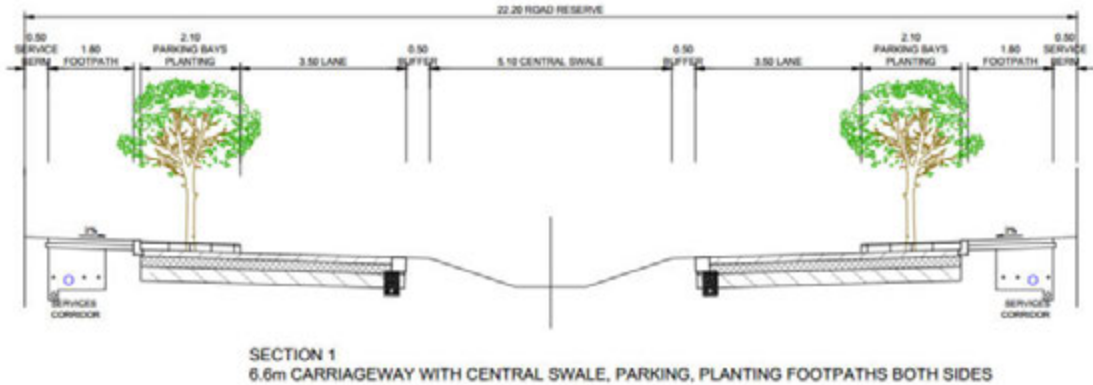 22.20 ROAD RESERVE
0.50 2.10 0.50 0.50 2.10 0.50
SERVICE 1.80 PARKING BAYS BUFFER 5.10 CENTRAL SWALE BUFFER PARKING BAYS 1.80 SERVICE
BERM FOOTPATH PLANTING 3.50 LANE 3.50 LANE PLANTING FOOTPATH BERM
2% 2%
SERVICES SERVICES
CORRIDOR CORRIDOR
SECTION 1
6.6m CARRIAGEWAY WITH CENTRAL SWALE, PARKING, PLANTING FOOTPATHS BOTH SIDES